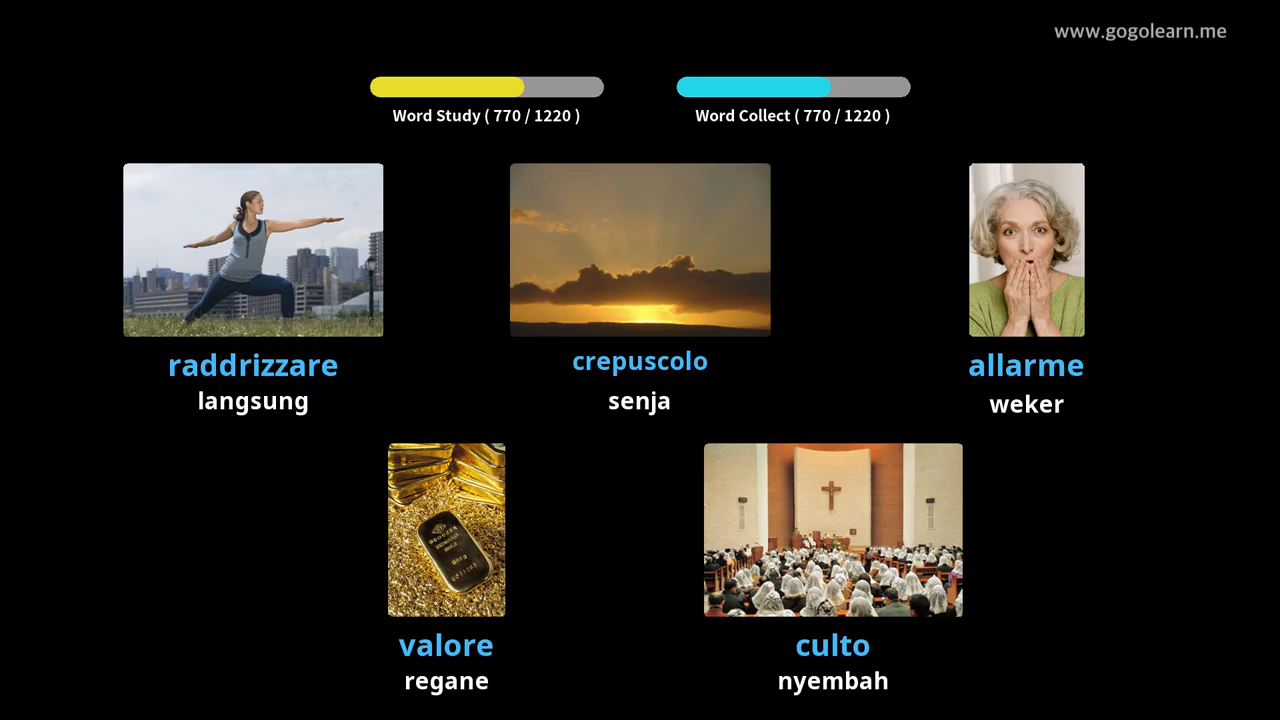 www.gogolearn.me
Word Study ( 770 / 1220 )
Word Collect ( 770 / 1220 )
raddrizzare
langsung
crepuscolo
senja
allarme
weker
valore
regane
culto
nyembah